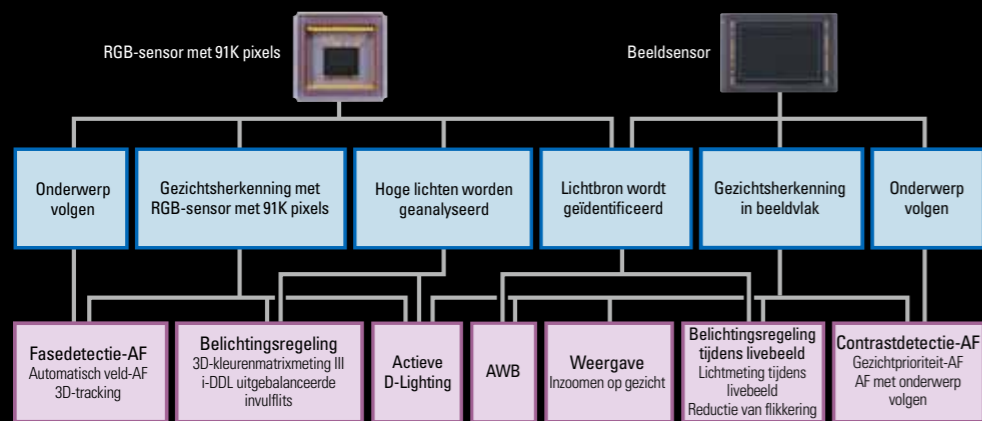 RGB-sensor met 91K pixels
Beeldsensor
Onderwerp
volgen
Gezichtsherkenning met
RGB-sensor met 91K pixels
Hoge lichten worden
geanalyseerd
Lichtbron wordt
geïdentificeerd
Gezichtsherkenning
in beeldvlak
Onderwerp
volgen
Fasedetectie-AF
Automatisch veld-AF
3D-tracking
Belichtingsregeling
3D-kleurenmatrixmeting III
i-DDL uitgebalanceerde
invulflits
Actieve
D-Lighting
AWB
Weergave
Inzoomen op gezicht
Belichtingsregeling
tijdens livebeeld
Lichtmeting tijdens
livebeeld
Reductie van flikkering
Contrastdetectie-AF
Gezichtprioriteit-AF
AF met onderwerp
volgen